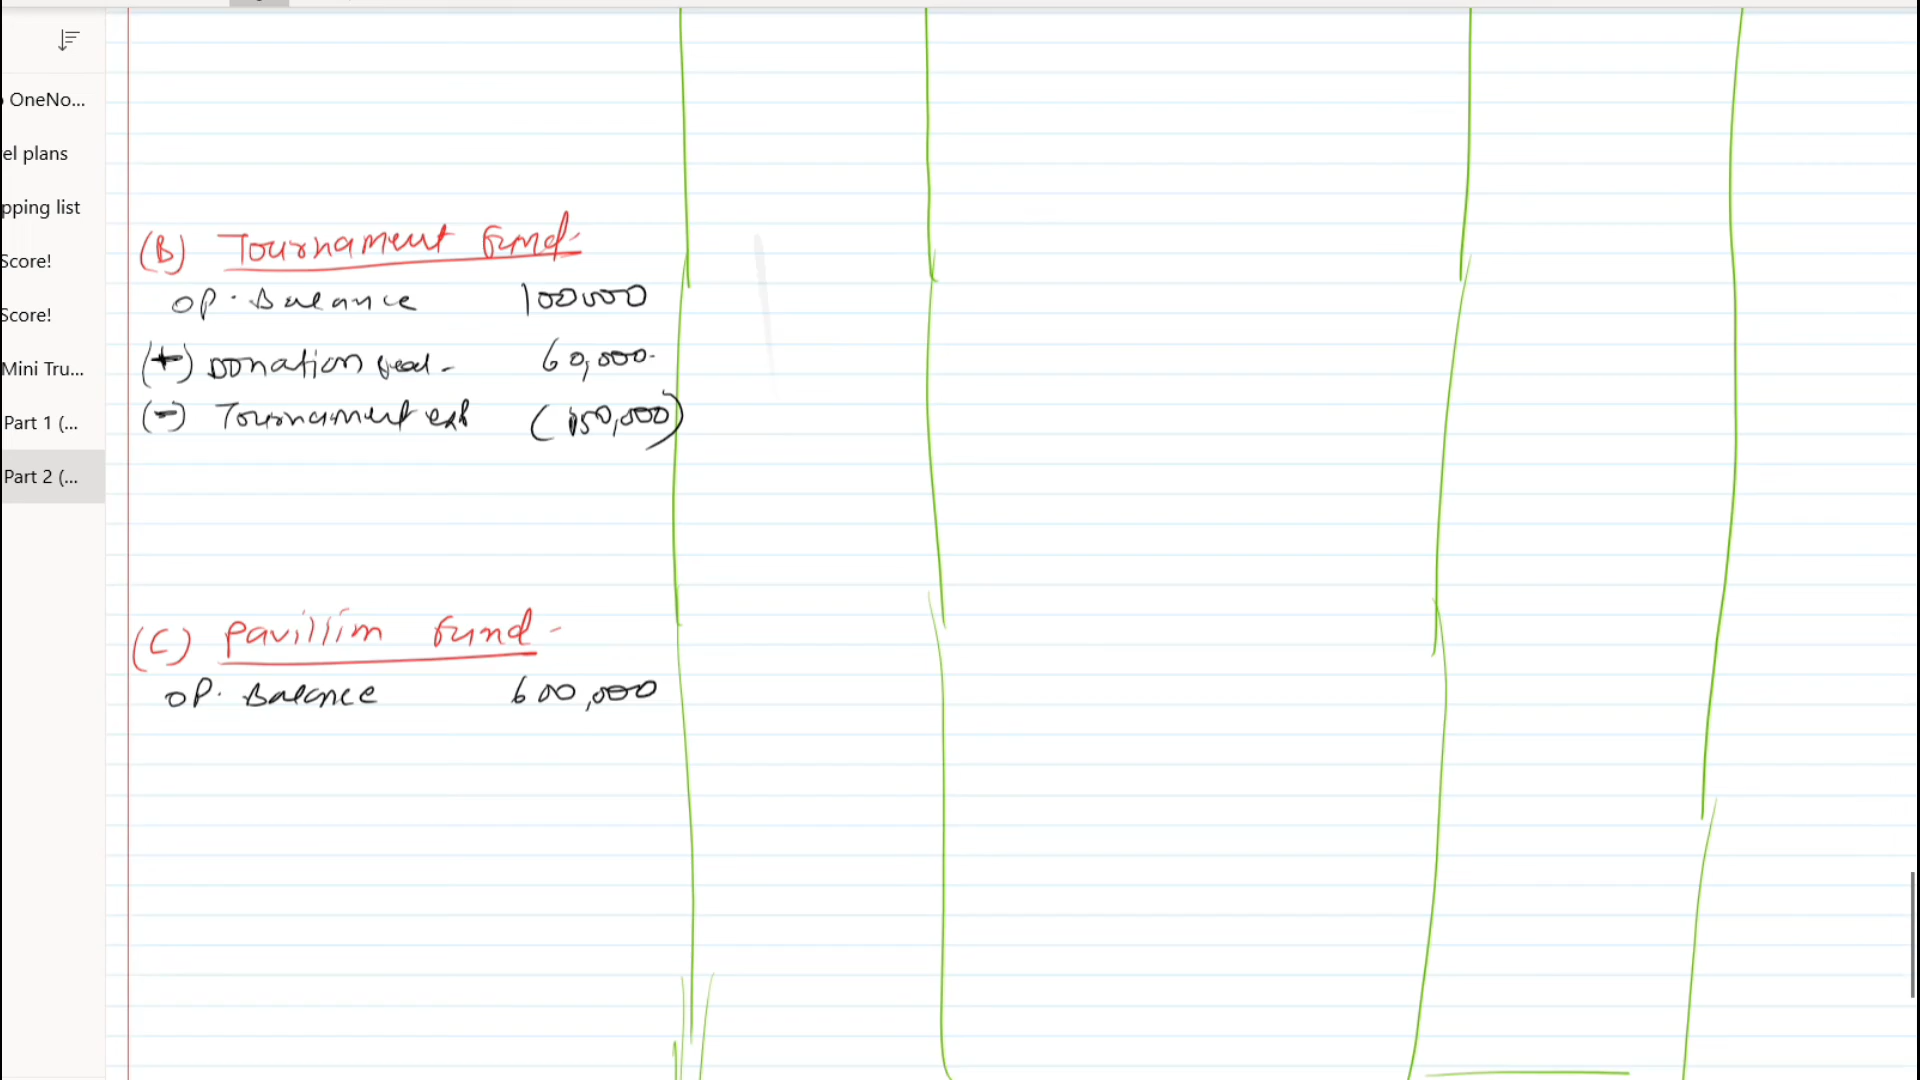 OneNo...
el plans
pping list
Score!
Score!
Mini Tru...
Part 1 (...
Part 2 (...
(B) Tournament Fund-
OP. Balance 100000
(+) Donation recd. 60,000.
(-) Tournament exp (150,000)
(C) Pavillion Fund-
OP. Balance 600,000